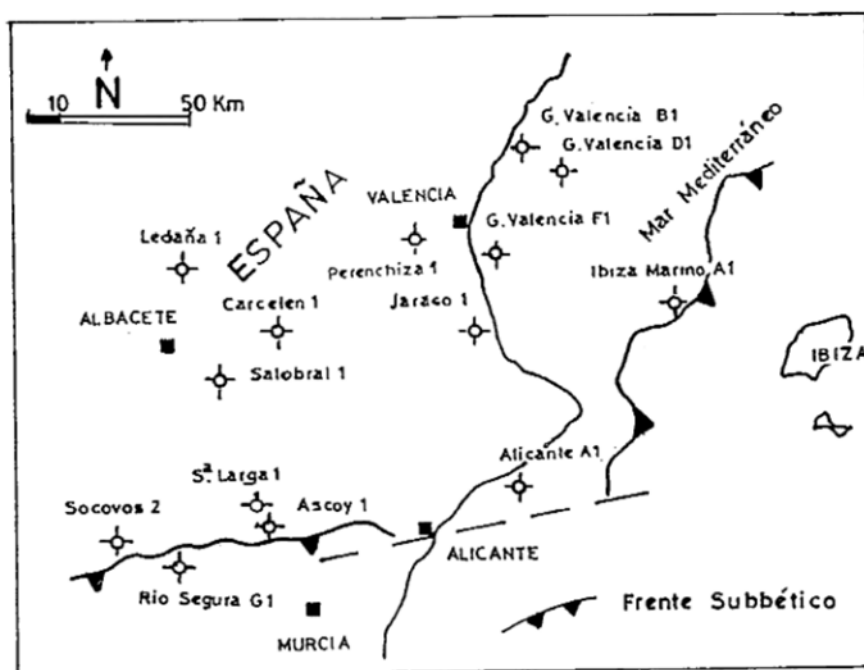 N
10 50 Km
G. Valencia B1
G. Valencia D1
Mar Mediterráneo
VALENCIA
ESPAÑA
G. Valencia F1
Ledaña 1
Perenchiza 1
Ibiza Marino A1
Carcelen 1
Jaraco 1
ALBACETE
IBIZA
Salobral 1
Alicante A1
Sª Larga 1
Socovos 2
Ascoy 1
ALICANTE
Rio Segura G1
Frente Subbético
MURCIA